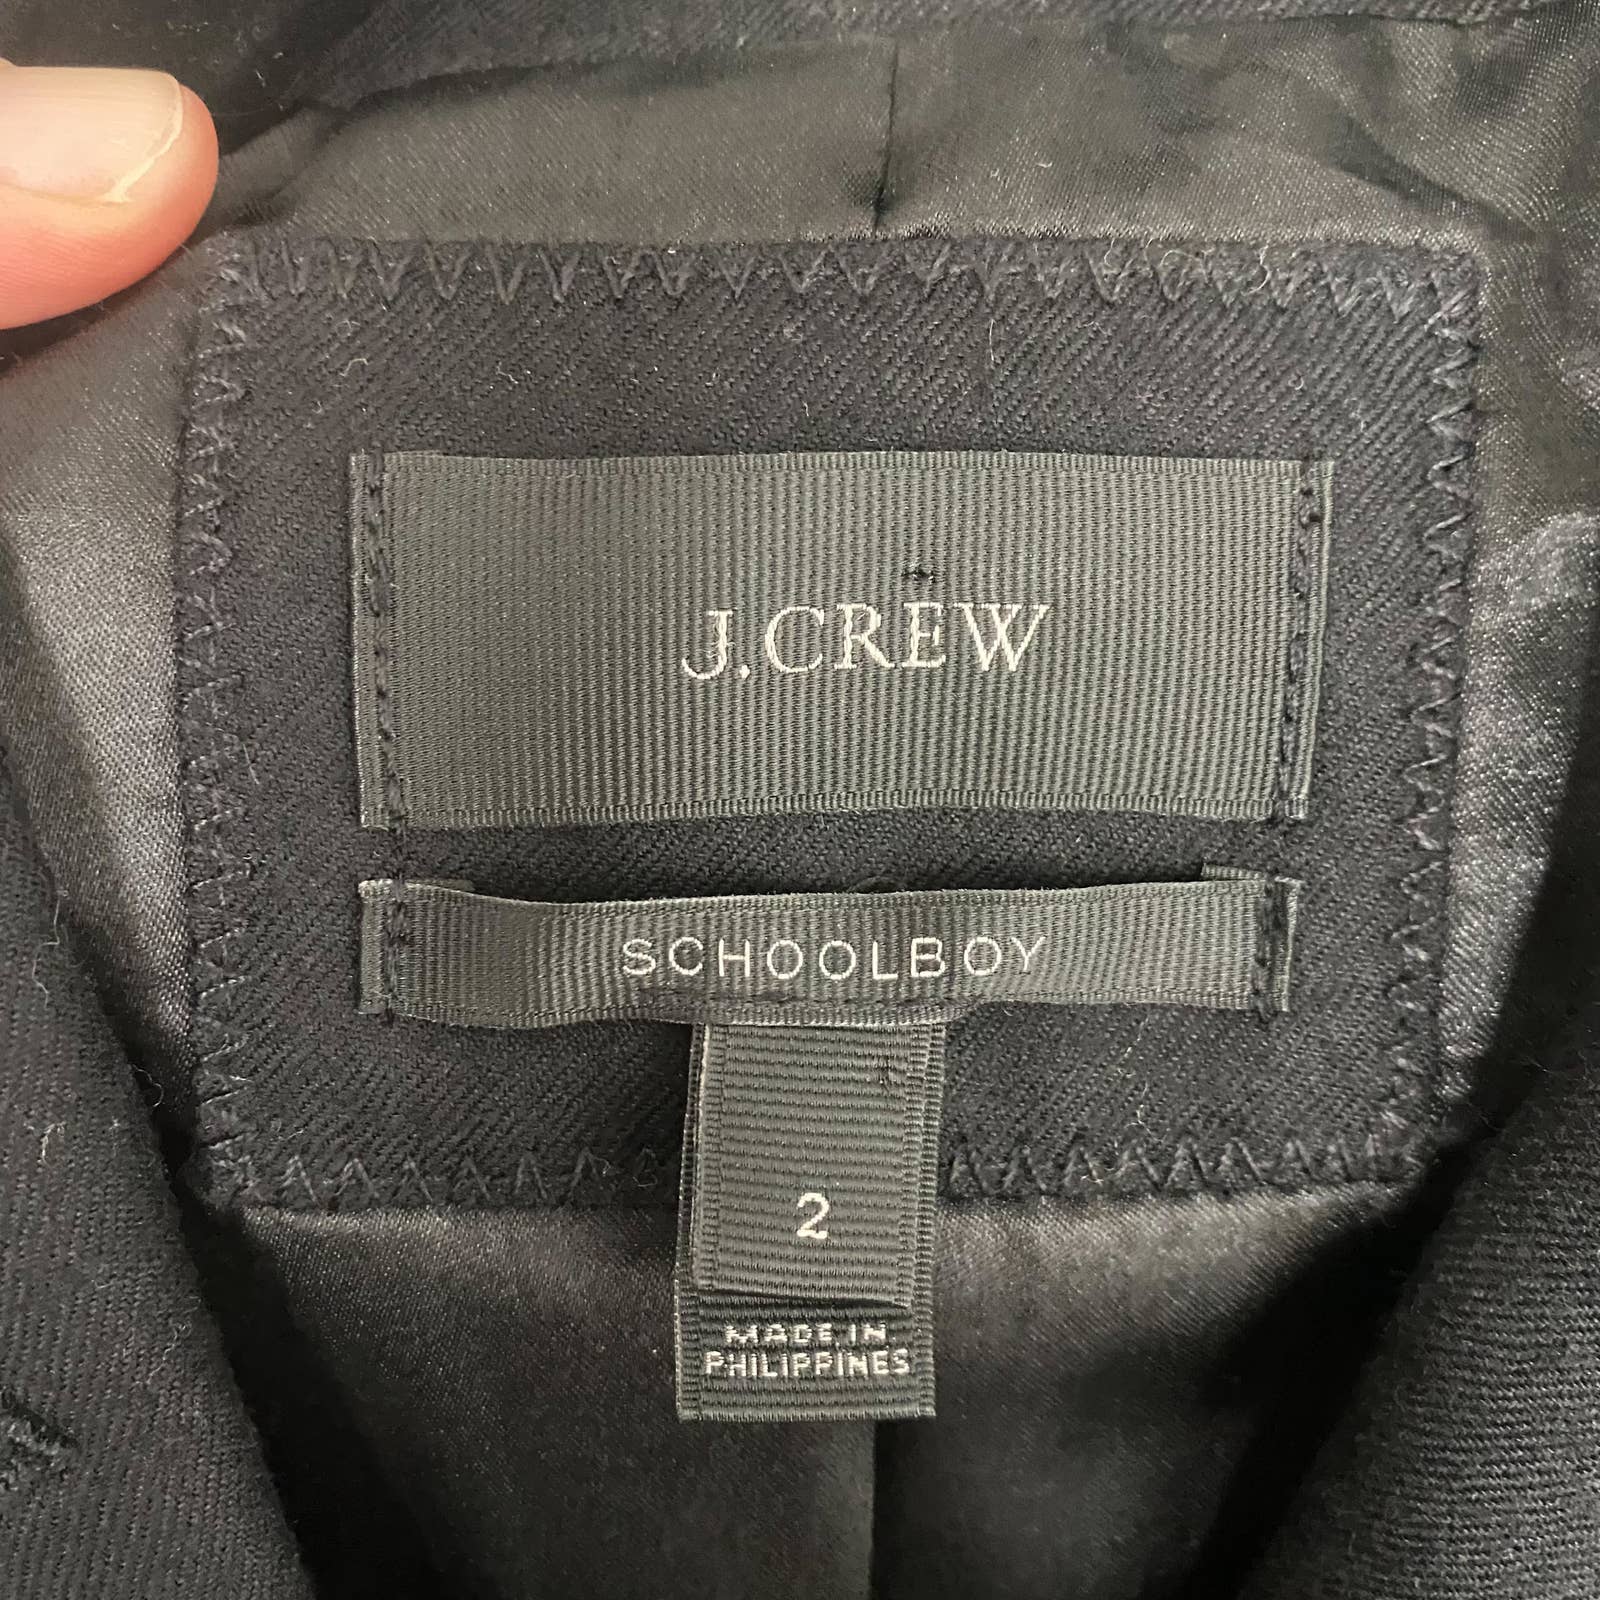 J.CREW
SCHOOLBOY
2
MADE IN
PHILIPPINES